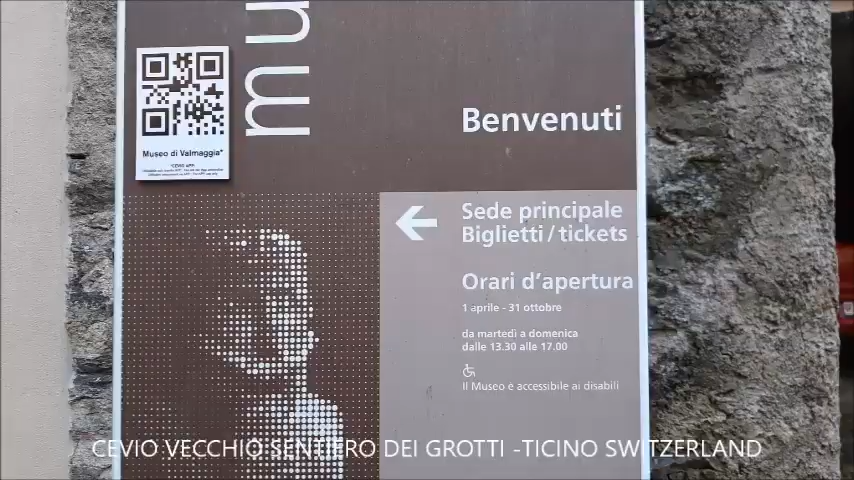 mu
Museo di Valmaggia*
Benvenuti
Sede principale
Biglietti / tickets
Orari d'apertura
1 aprile - 31 ottobre
da martedì a domenica
dalle 13.30 alle 17.00
Il Museo è accessibile ai disabili
CEVIO VECCHIO SENTIERO DEI GROTTI -TICINO SWITZERLAND